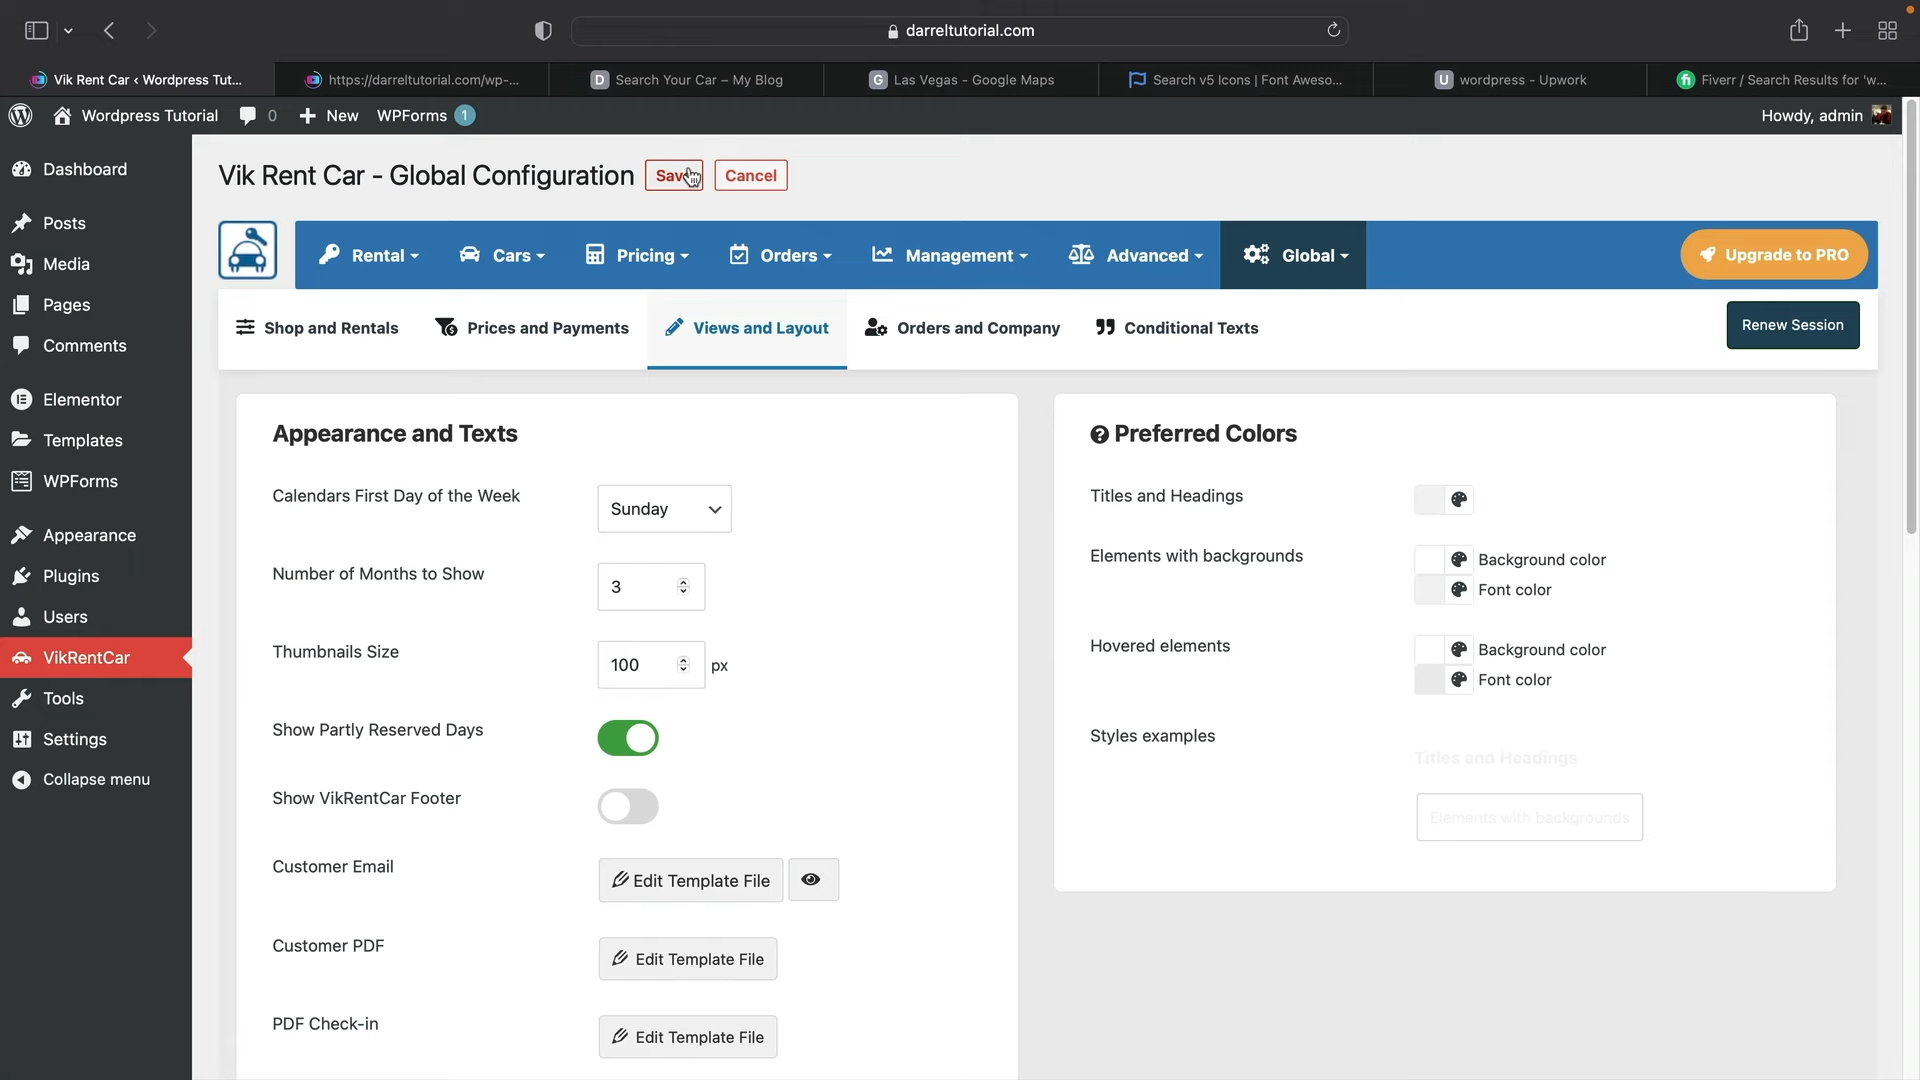 darreltutorial.com
Vik Rent Car ‹ Wordpress Tut...
https://darreltutorial.com/wp-...
D Search Your Car – My Blog
G Las Vegas - Google Maps
Search v5 Icons | Font Aweso...
U wordpress - Upwork
fi Fiverr / Search Results for 'w...
Wordpress Tutorial
0
New
WPForms 1
Howdy, admin
Dashboard
Posts
Media
Pages
Comments
Elementor
Templates
WPForms
Appearance
Plugins
Users
VikRentCar
Tools
Settings
Collapse menu
Vik Rent Car - Global Configuration
Save
Cancel
Rental
Cars
Pricing
Orders
Management
Advanced
Global
Upgrade to PRO
Shop and Rentals
Prices and Payments
Views and Layout
Orders and Company
Conditional Texts
Renew Session
Appearance and Texts
Calendars First Day of the Week
Sunday
Number of Months to Show
3
Thumbnails Size
100 px
Show Partly Reserved Days
Show VikRentCar Footer
Customer Email
Edit Template File
Customer PDF
Edit Template File
PDF Check-in
Edit Template File
Preferred Colors
Titles and Headings
Elements with backgrounds
Background color
Font color
Hovered elements
Background color
Font color
Styles examples
Titles and Headings
Elements with backgrounds